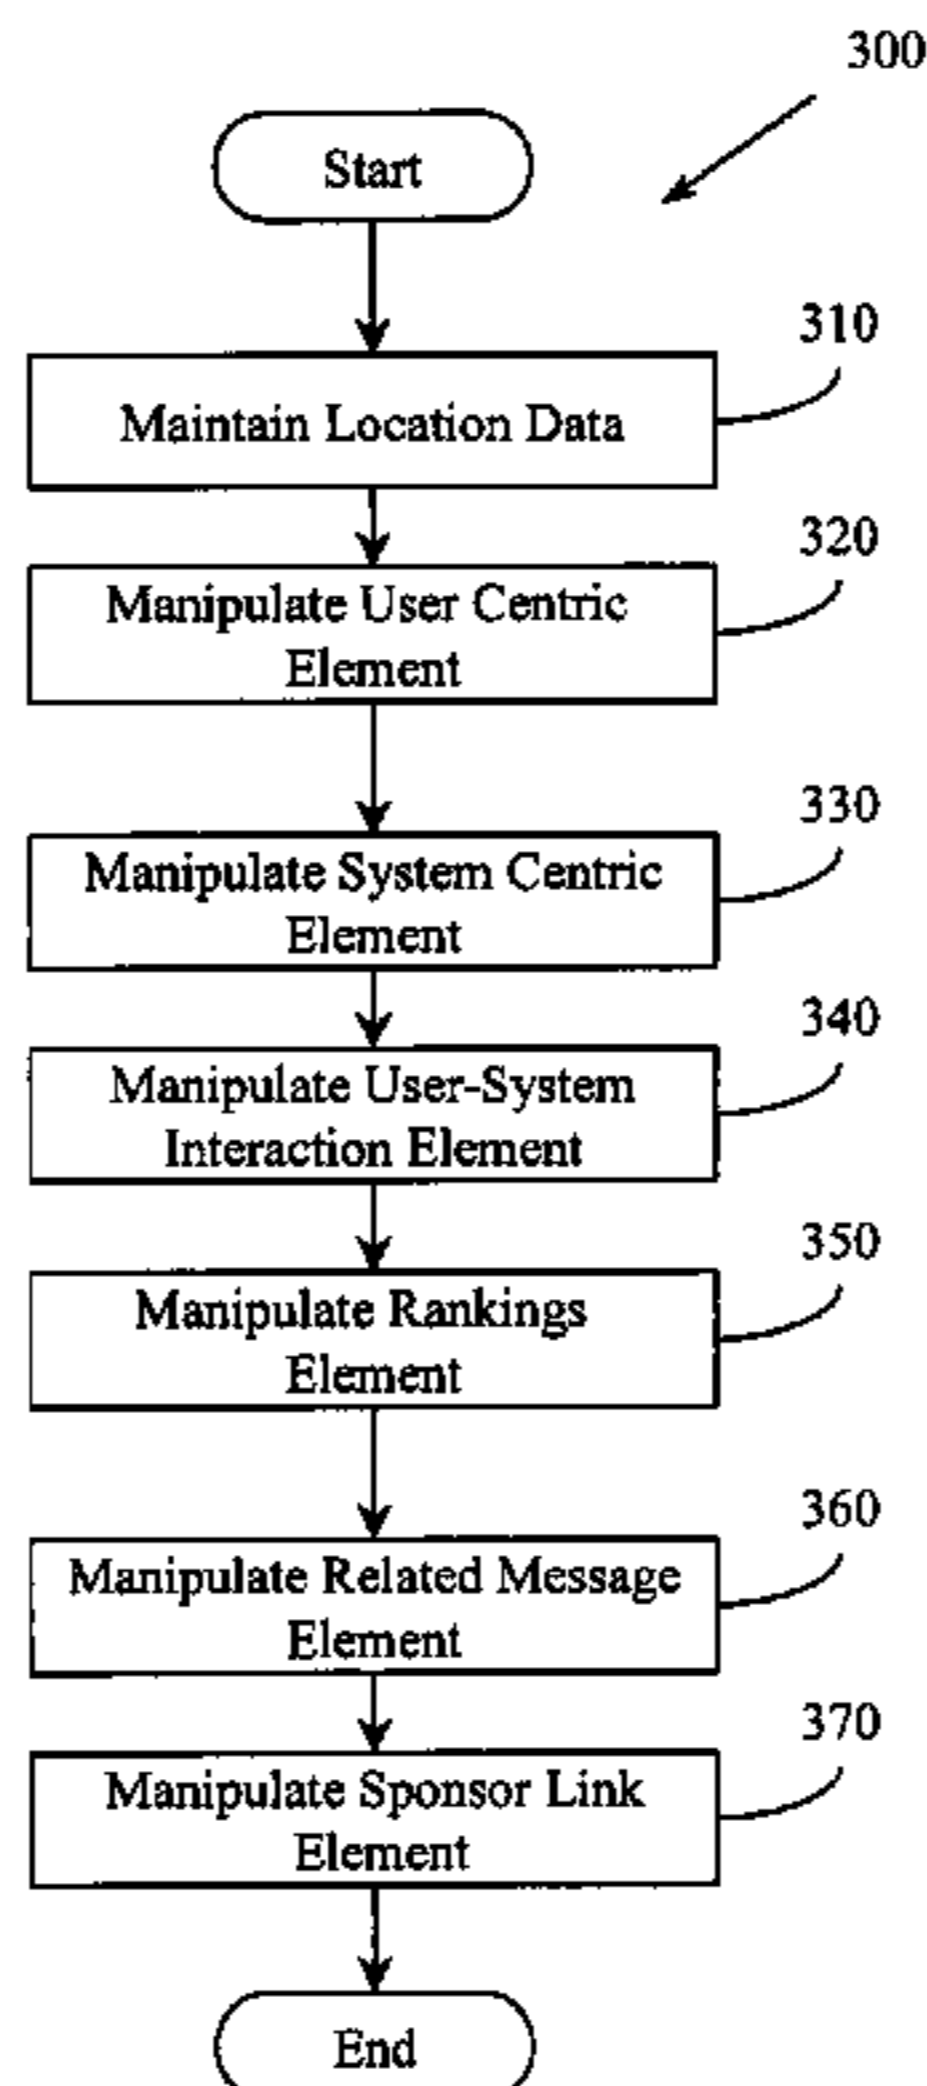 300
Start
310
Maintain Location Data
320
Manipulate User Centric
Element
330
Manipulate System Centric
Element
340
Manipulate User-System
Interaction Element
350
Manipulate Rankings
Element
360
Manipulate Related Message
Element
370
Manipulate Sponsor Link
Element
End